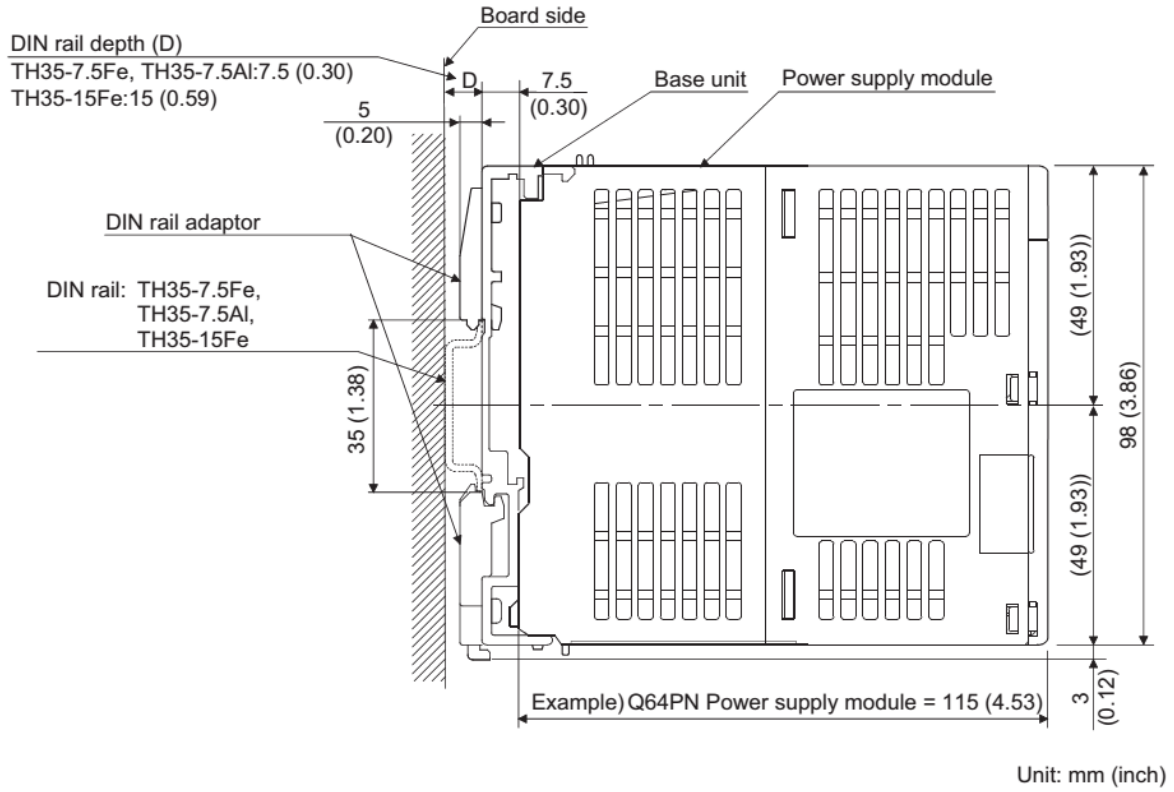 Board side
DIN rail depth (D)
TH35-7.5Fe, TH35-7.5Al:7.5 (0.30)
TH35-15Fe:15 (0.59)
D
7.5
(0.30)
Base unit
Power supply module
5
(0.20)
DIN rail adaptor
DIN rail: TH35-7.5Fe,
TH35-7.5Al,
TH35-15Fe
35 (1.38)
(49 (1.93))
98 (3.86)
(49 (1.93))
3
(0.12)
Example) Q64PN Power supply module = 115 (4.53)
Unit: mm (inch)